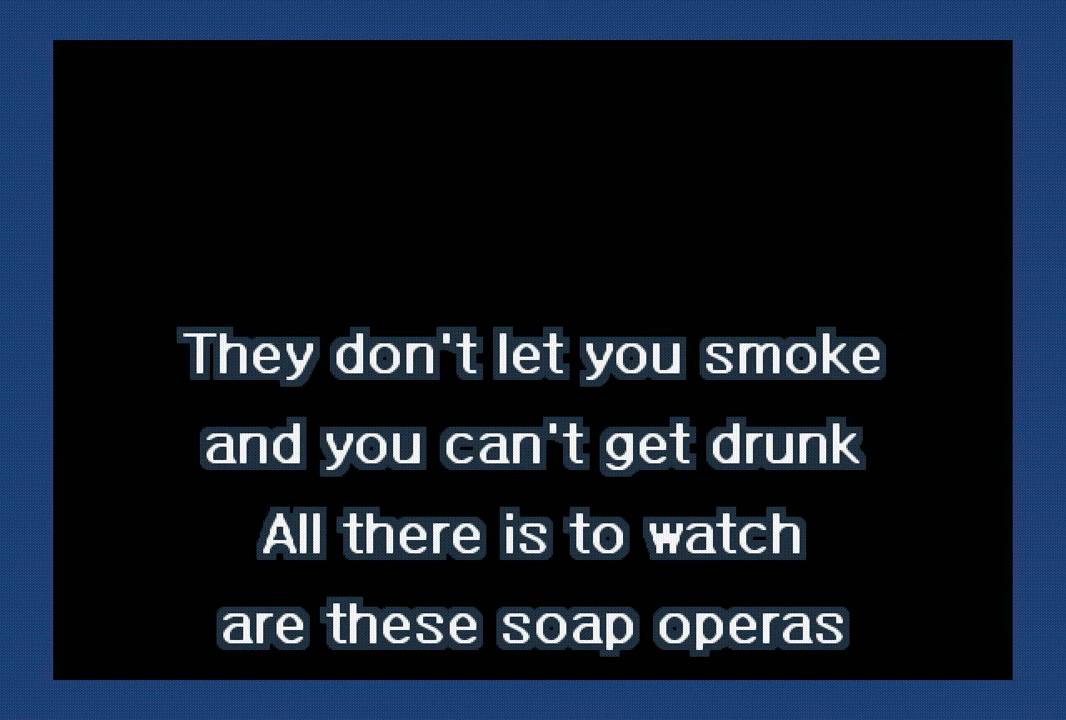 They don't let you smoke
and you can't get drunk
All there is to watch
are these soap operas